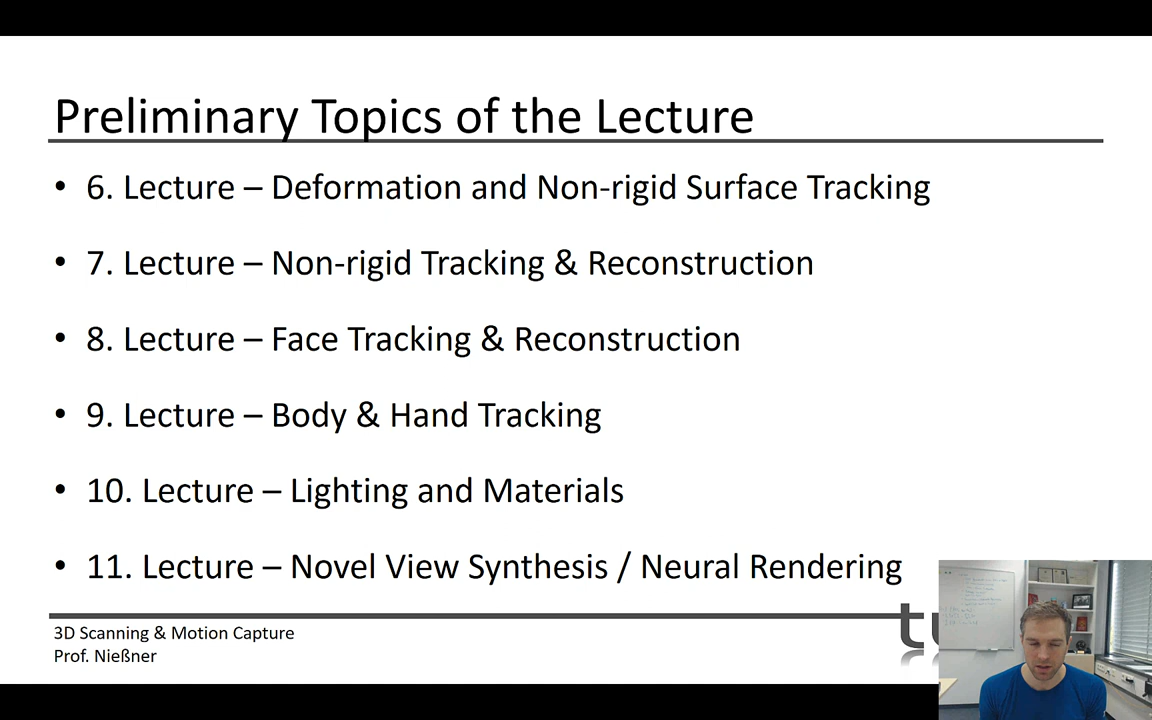 Preliminary Topics of the Lecture
• 6. Lecture – Deformation and Non-rigid Surface Tracking
• 7. Lecture – Non-rigid Tracking & Reconstruction
• 8. Lecture – Face Tracking & Reconstruction
• 9. Lecture – Body & Hand Tracking
• 10. Lecture – Lighting and Materials
• 11. Lecture – Novel View Synthesis / Neural Rendering
3D Scanning & Motion Capture
Prof. Nießner